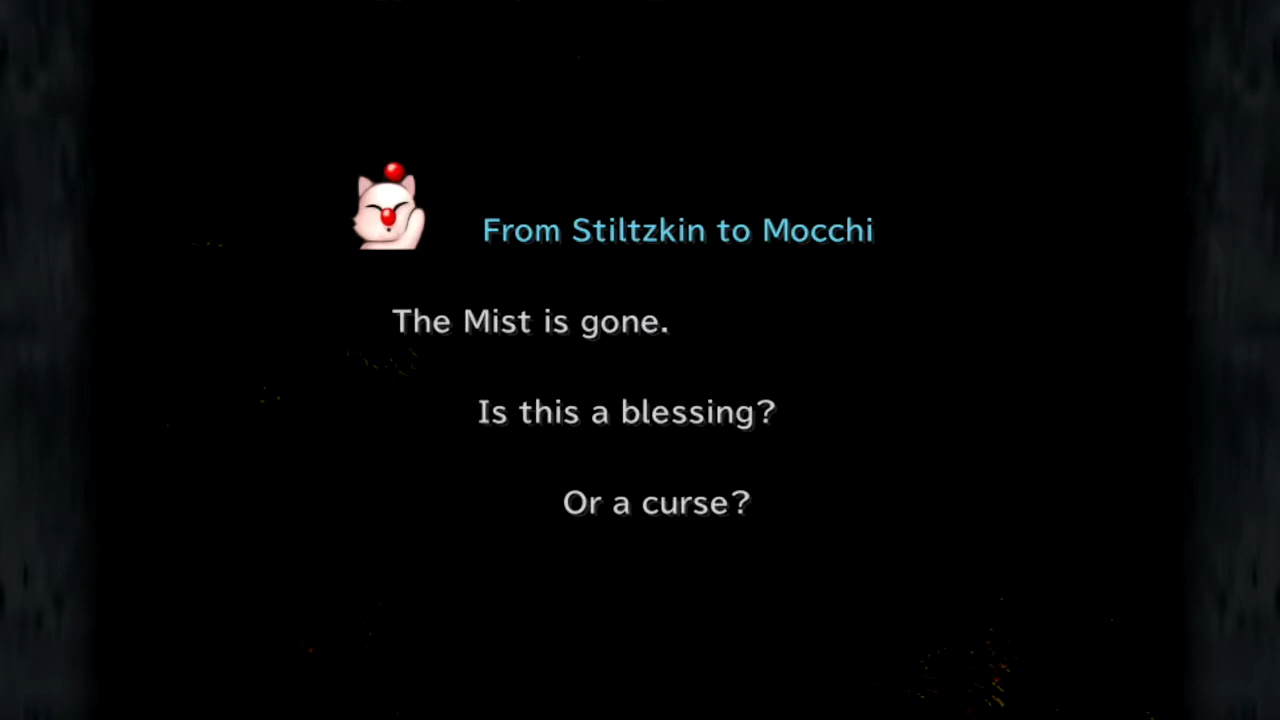 From Stiltzkin to Mocchi
The Mist is gone.
Is this a blessing?
Or a curse?